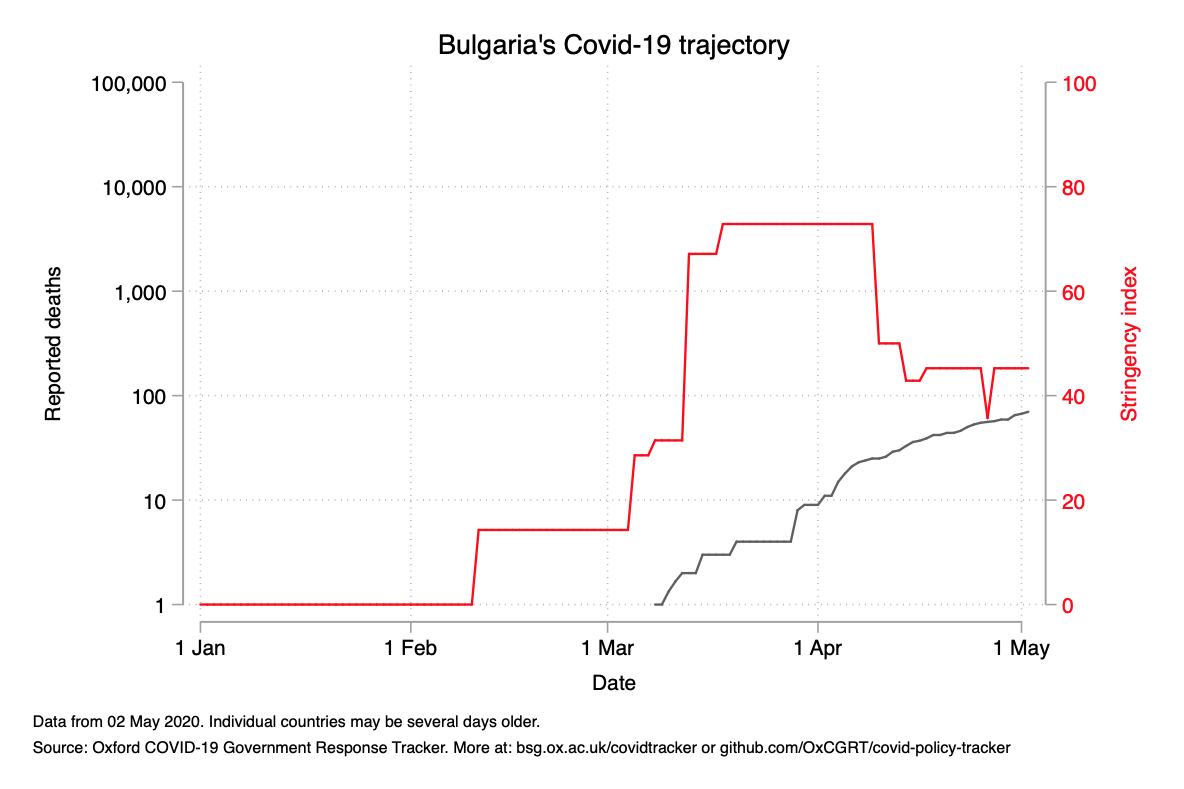 Bulgaria's Covid-19 trajectory
100,000
10,000
1,000
100
10
1
Reported deaths
100
80
60
40
20
0
Stringency index
1 Jan
1 Feb
1 Mar
1 Apr
1 May
Date
Data from 02 May 2020. Individual countries may be several days older.
Source: Oxford COVID-19 Government Response Tracker. More at: bsg.ox.ac.uk/covidtracker or github.com/OxCGRT/covid-policy-tracker